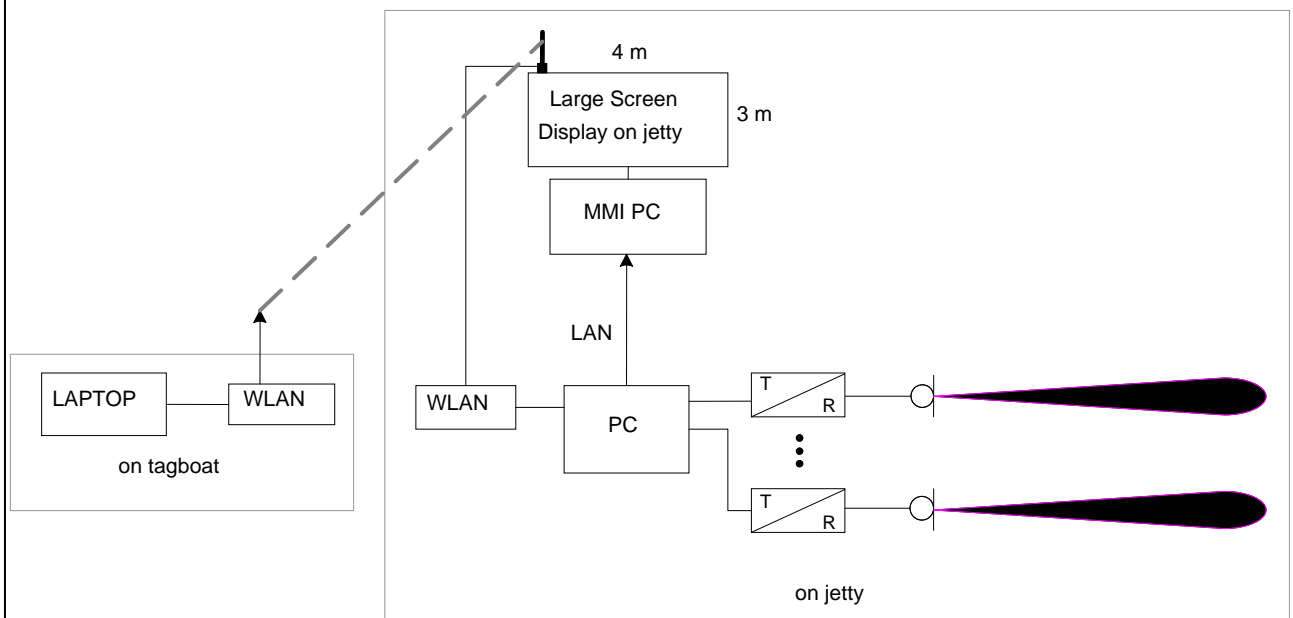 4 m
Large Screen
Display on jetty
3 m
MMI PC
LAN
LAPTOP
WLAN
on tagboat
WLAN
PC
T
R
T
R
on jetty